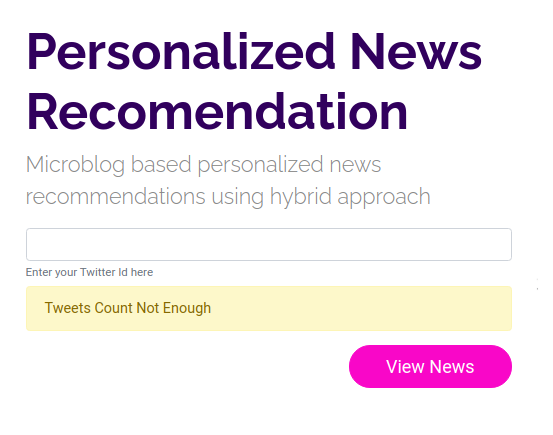 Personalized News
Recomendation
Microblog based personalized news
recommendations using hybrid approach
Enter your Twitter Id here
Tweets Count Not Enough
View News